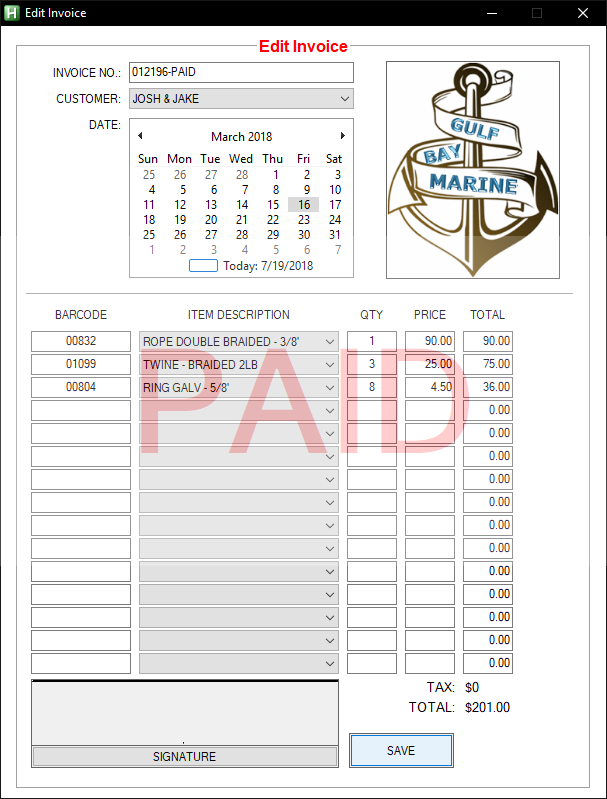 Edit Invoice
Edit Invoice
INVOICE NO.: 012196-PAID
CUSTOMER: JOSH & JAKE
DATE:
March 2018
Sun Mon Tue Wed Thu Fri Sat
25 26 27 28 1 2 3
4 5 6 7 8 9 10
11 12 13 14 15 16 17
18 19 20 21 22 23 24
25 26 27 28 29 30 31
1 2 3 4 5 6 7
Today: 7/19/2018
GULF
BAY
MARINE
BARCODE ITEM DESCRIPTION QTY PRICE TOTAL
00832 ROPE DOUBLE BRAIDED - 3/8' 1 90.00 90.00
01099 TWINE - BRAIDED 2LB 3 25.00 75.00
00804 RING GALV - 5/8' 8 4.50 36.00
PAID
0.00
0.00
0.00
0.00
0.00
0.00
0.00
0.00
0.00
0.00
0.00
0.00
TAX: $0
TOTAL: $201.00
SIGNATURE
SAVE